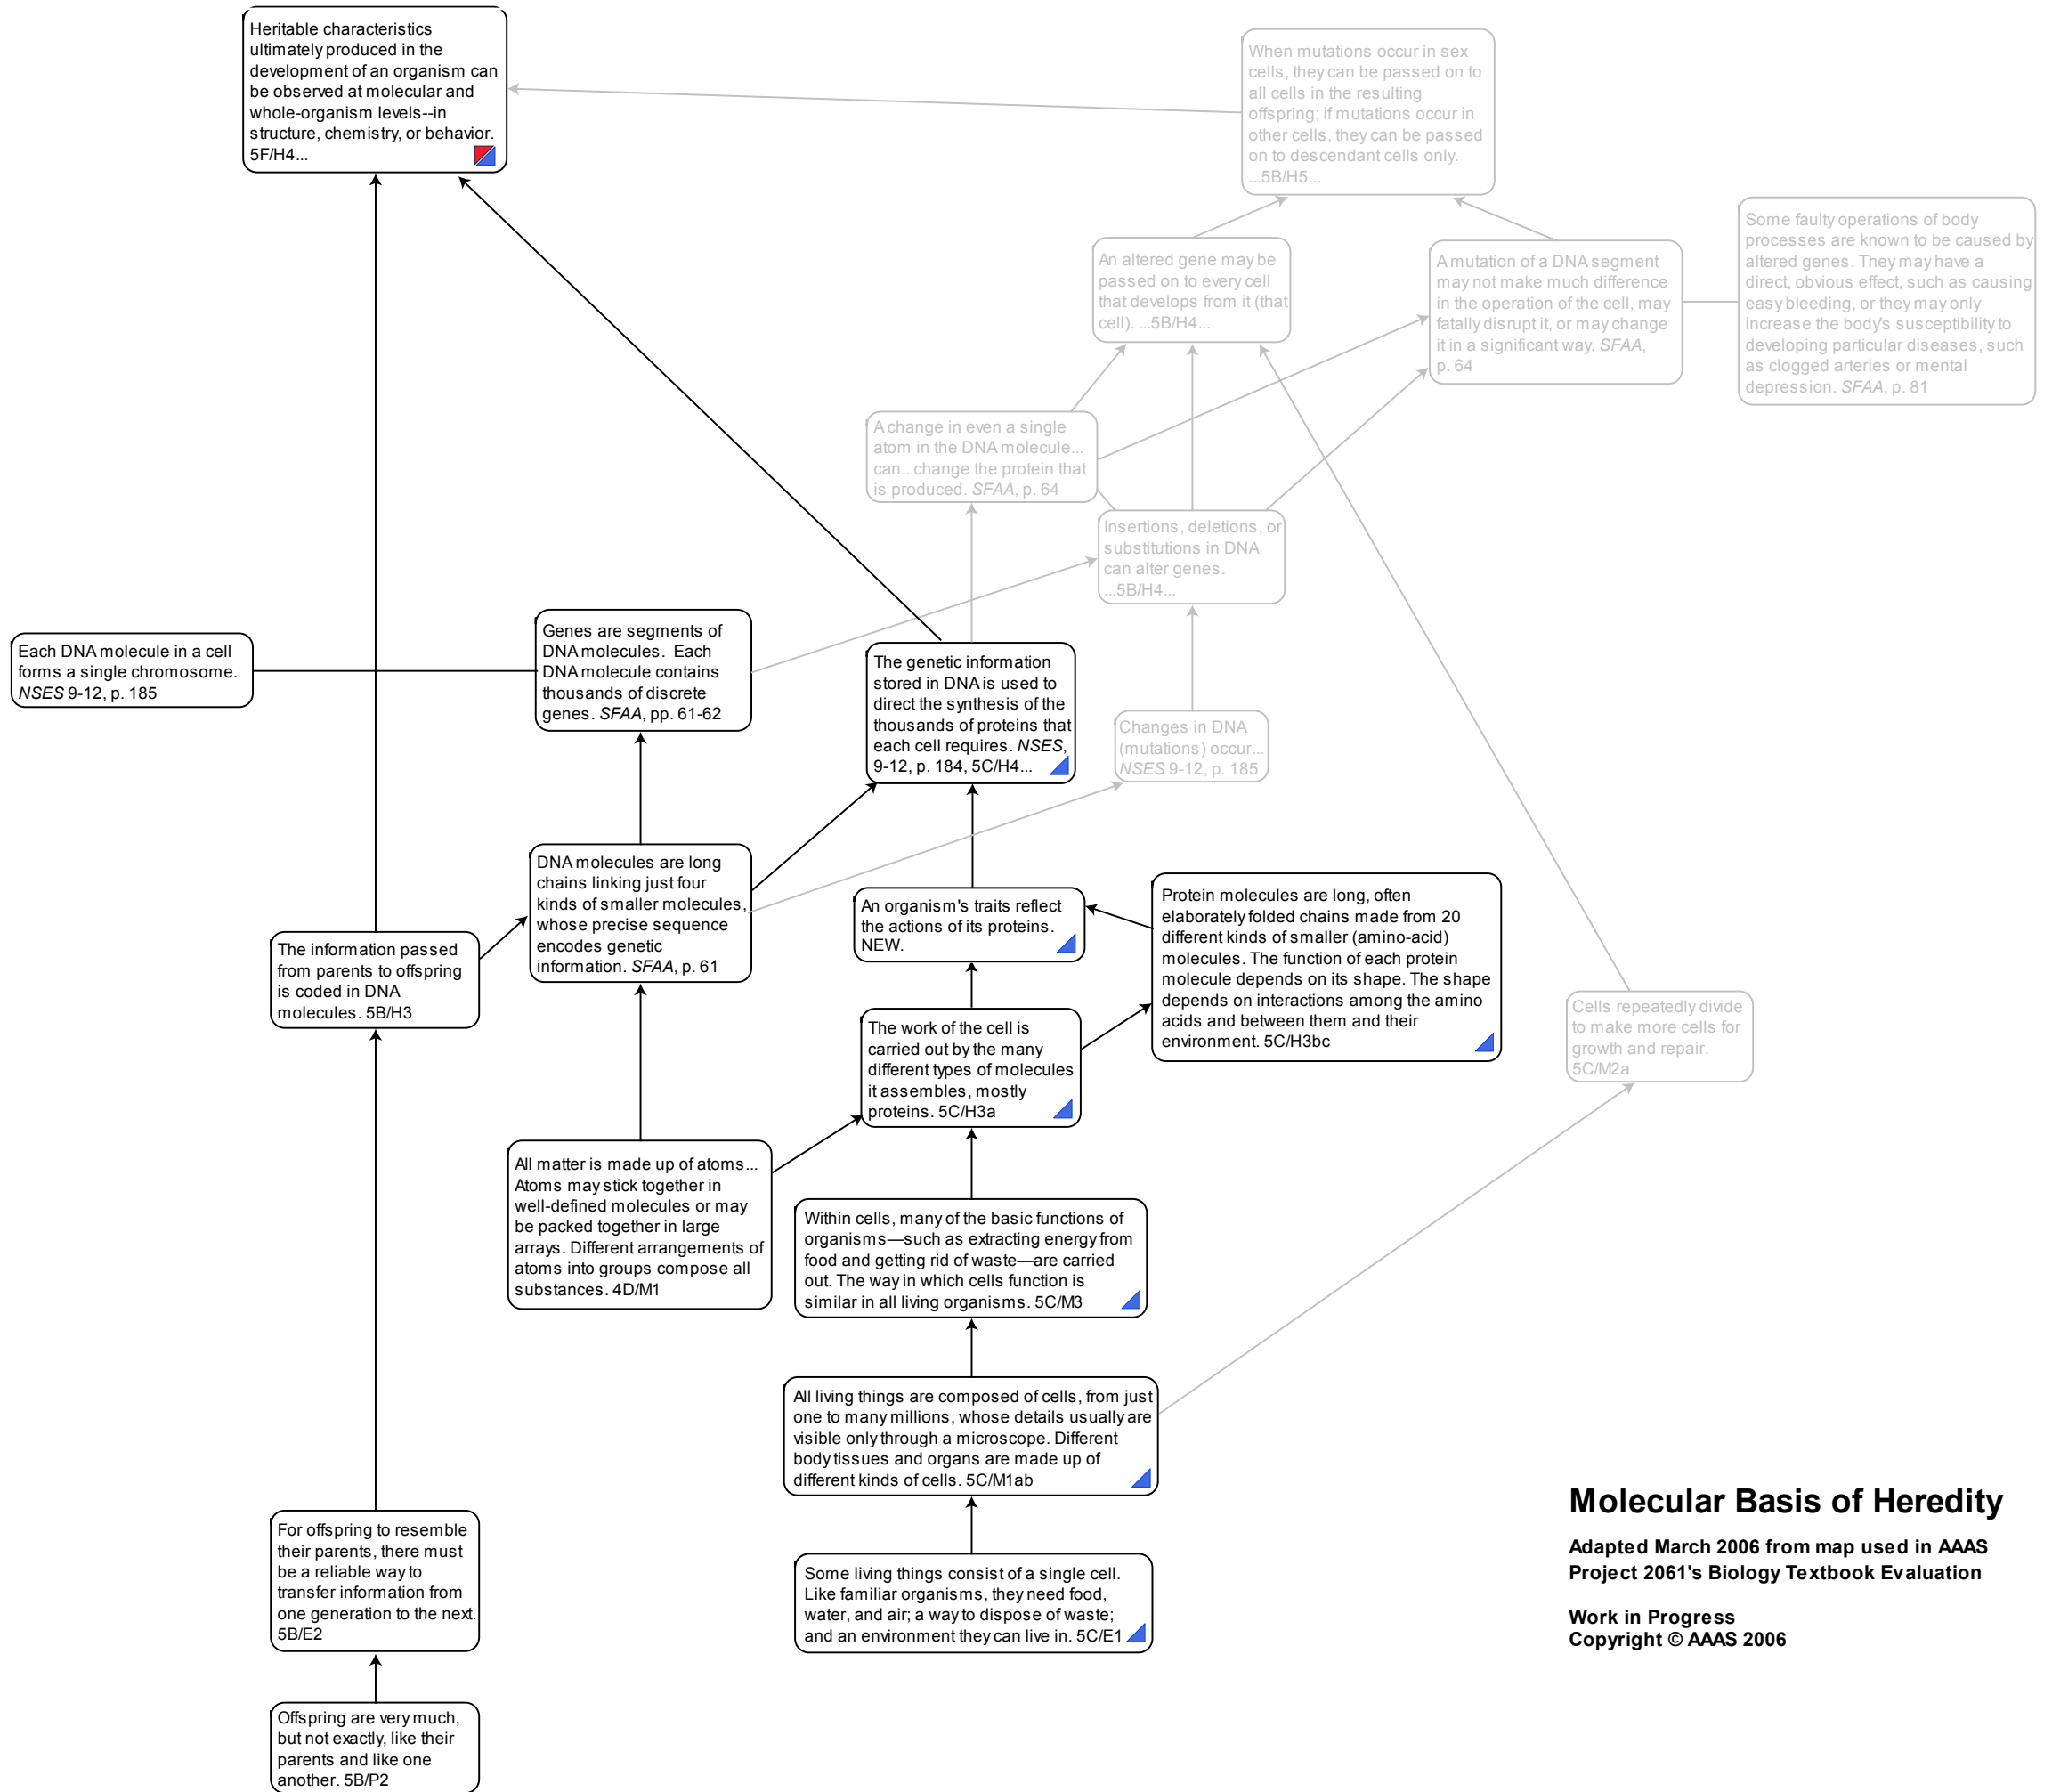 Heritable characteristics
ultimately produced in the
development of an organism can
be observed at molecular and
whole-organism levels--in
structure, chemistry, or behavior.
5F/H4...
When mutations occur in sex
cells, they can be passed on to
all cells in the resulting
offspring; if mutations occur in
other cells, they can be passed
on to descendant cells only.
...5B/H5...
An altered gene may be
passed on to every cell
that develops from it (that
cell). ...5B/H4...
A mutation of a DNA segment
may not make much difference
in the operation of the cell, may
fatally disrupt it, or may change
it in a significant way. SFAA,
p. 64
Some faulty operations of body
processes are known to be caused by
altered genes. They may have a
direct, obvious effect, such as causing
easy bleeding, or they may only
increase the body's susceptibility to
developing particular diseases, such
as clogged arteries or mental
depression. SFAA, p. 81
A change in even a single
atom in the DNA molecule...
can...change the protein that
is produced. SFAA, p. 64
Insertions, deletions, or
substitutions in DNA
can alter genes.
...5B/H4...
Each DNA molecule in a cell
forms a single chromosome.
NSES 9-12, p. 185
Genes are segments of
DNA molecules. Each
DNA molecule contains
thousands of discrete
genes. SFAA, pp. 61-62
The genetic information
stored in DNA is used to
direct the synthesis of the
thousands of proteins that
each cell requires. NSES,
9-12, p. 184, 5C/H4...
Changes in DNA
(mutations) occur...
NSES 9-12, p. 185
DNA molecules are long
chains linking just four
kinds of smaller molecules,
whose precise sequence
encodes genetic
information. SFAA, p. 61
An organism's traits reflect
the actions of its proteins.
NEW.
Protein molecules are long, often
elaborately folded chains made from 20
different kinds of smaller (amino-acid)
molecules. The function of each protein
molecule depends on its shape. The shape
depends on interactions among the amino
acids and between them and their
environment. 5C/H3bc
The information passed
from parents to offspring
is coded in DNA
molecules. 5B/H3
The work of the cell is
carried out by the many
different types of molecules
it assembles, mostly
proteins. 5C/H3a
Cells repeatedly divide
to make more cells for
growth and repair.
5C/M2a
All matter is made up of atoms...
Atoms may stick together in
well-defined molecules or may
be packed together in large
arrays. Different arrangements of
atoms into groups compose all
substances. 4D/M1
Within cells, many of the basic functions of
organisms—such as extracting energy from
food and getting rid of waste—are carried
out. The way in which cells function is
similar in all living organisms. 5C/M3
All living things are composed of cells, from just
one to many millions, whose details usually are
visible only through a microscope. Different
body tissues and organs are made up of
different kinds of cells. 5C/M1ab
For offspring to resemble
their parents, there must
be a reliable way to
transfer information from
one generation to the next.
5B/E2
Some living things consist of a single cell.
Like familiar organisms, they need food,
water, and air; a way to dispose of waste;
and an environment they can live in. 5C/E1
Offspring are very much,
but not exactly, like their
parents and like one
another. 5B/P2
Molecular Basis of Heredity
Adapted March 2006 from map used in AAAS
Project 2061's Biology Textbook Evaluation
Work in Progress
Copyright © AAAS 2006